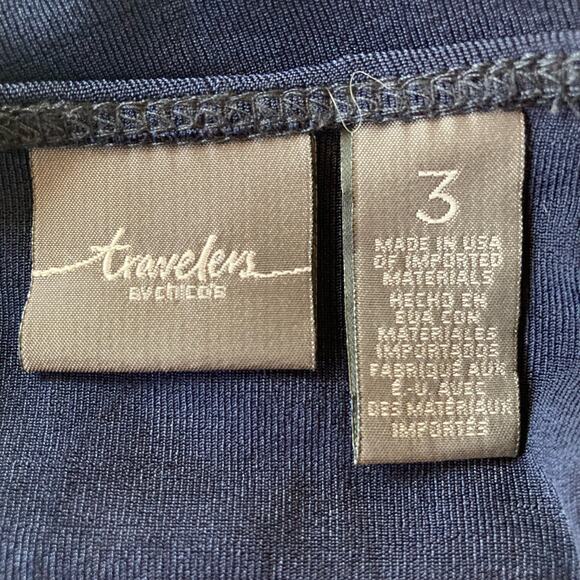 travelers
BY CHICO'S
3
MADE IN USA
OF IMPORTED
MATERIALS
HECHO EN
EUA CON
MATERIALES
IMPORTADOS
FABRIQUÉ AUX
É.-U. AVEC
DES MATÉRIAUX
IMPORTÉS